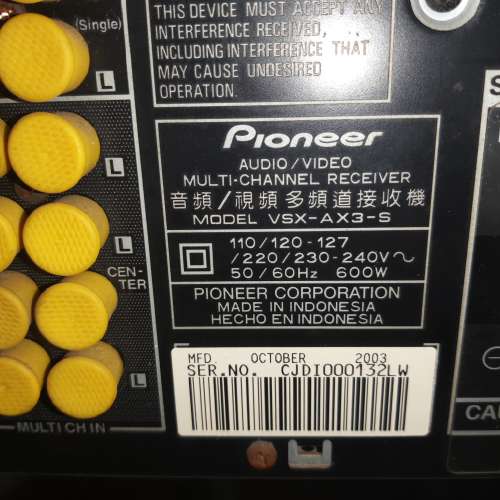 THIS DEVICE MUST ACCEPT ANY
INTERFERENCE RECEIVED,
INCLUDING INTERFERENCE THAT
MAY CAUSE UNDESIRED
OPERATION.
(Single)
L
L
L
CEN-
TER
L
MULTI CH IN
Pioneer
AUDIO/VIDEO
MULTI-CHANNEL RECEIVER
音頻/視頻多頻道接收機
MODEL VSX-AX3-S
110/120-127
/220/230-240V~
50/60Hz 600W
PIONEER CORPORATION
MADE IN INDONESIA
HECHO EN INDONESIA
MFD. OCTOBER 2003
SER.NO. CJDI000132LW